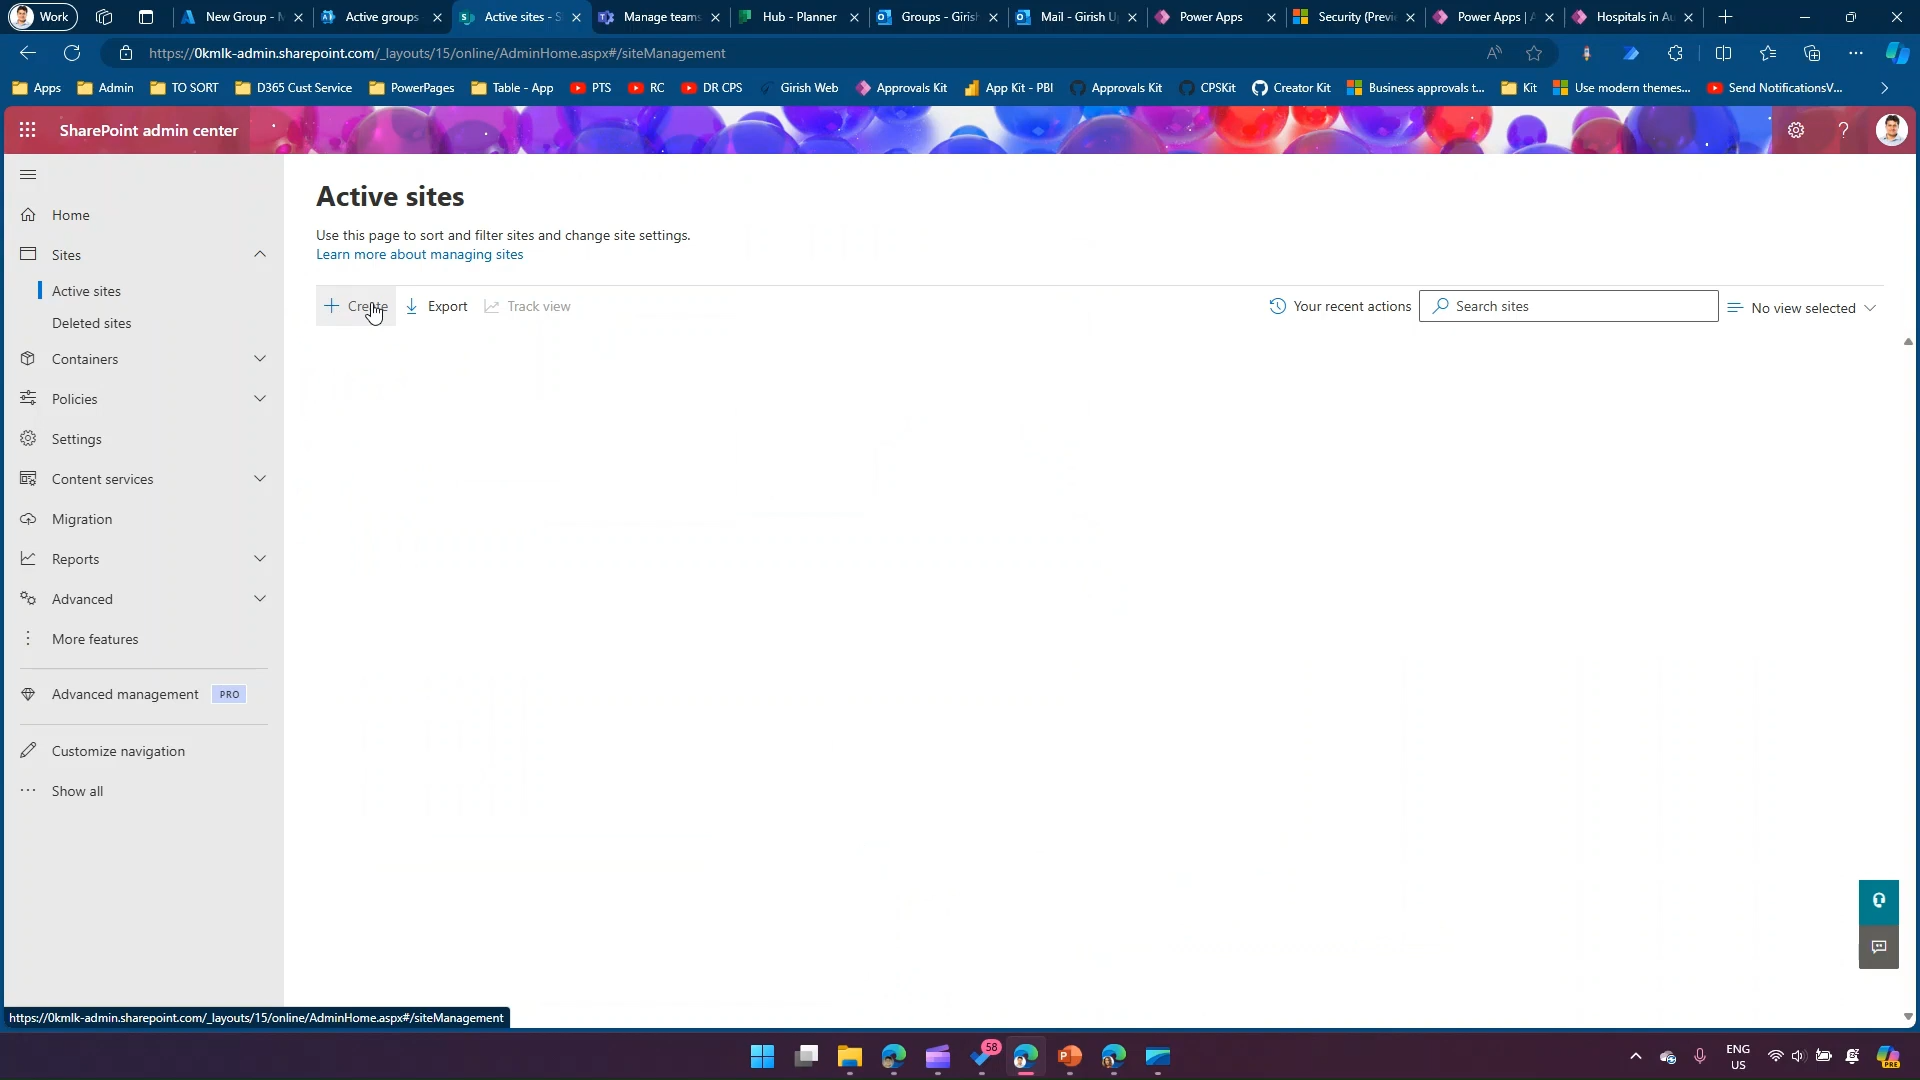 Work
New Group - M
Active groups
Active sites - S
Manage teams
Hub - Planner
Groups - Girish
Mail - Girish U
Power Apps
Security (Previ
Power Apps | A
Hospitals in Au
https://0kmlk-admin.sharepoint.com/_layouts/15/online/AdminHome.aspx#/siteManagement
Apps
Admin
TO SORT
D365 Cust Service
PowerPages
Table - App
PTS
RC
DR CPS
Girish Web
Approvals Kit
App Kit - PBI
Approvals Kit
CPSKit
Creator Kit
Business approvals t...
Kit
Use modern themes...
Send NotificationsV...
SharePoint admin center
Home
Sites
Active sites
Deleted sites
Containers
Policies
Settings
Content services
Migration
Reports
Advanced
More features
Advanced management PRO
Customize navigation
Show all
Active sites
Use this page to sort and filter sites and change site settings.
Learn more about managing sites
Create
Export
Track view
Your recent actions
Search sites
No view selected
https://0kmlk-admin.sharepoint.com/_layouts/15/online/AdminHome.aspx#/siteManagement
58
ENG
US
PRE